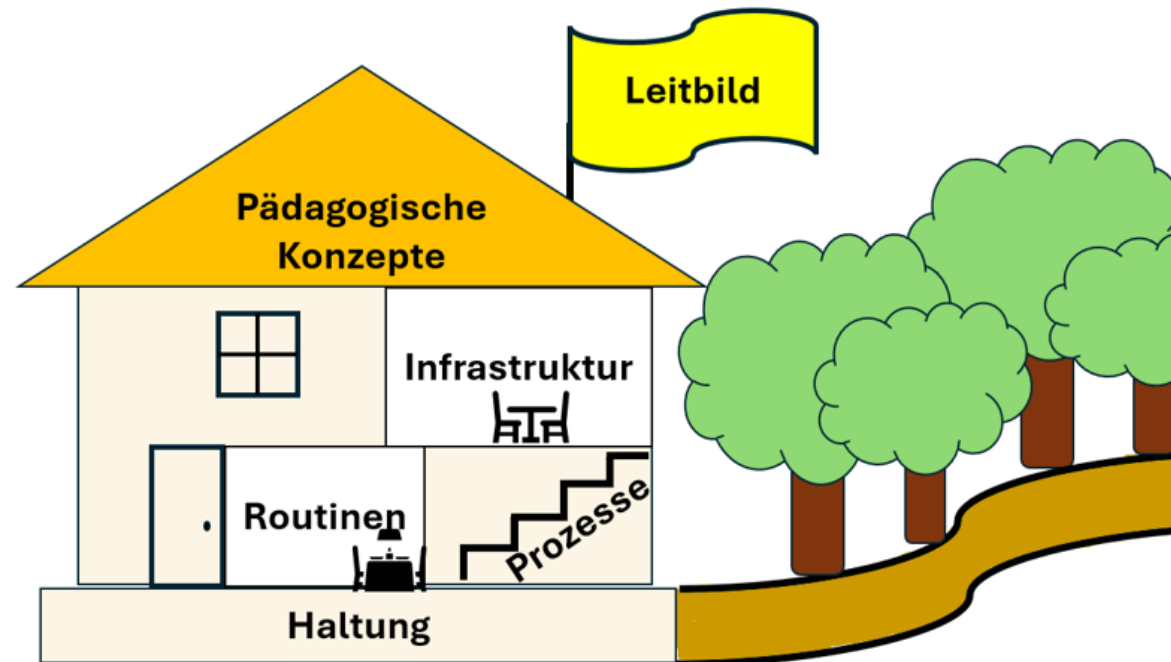 Leitbild
Pädagogische
Konzepte
Infrastruktur
Routinen
Prozesse
Haltung